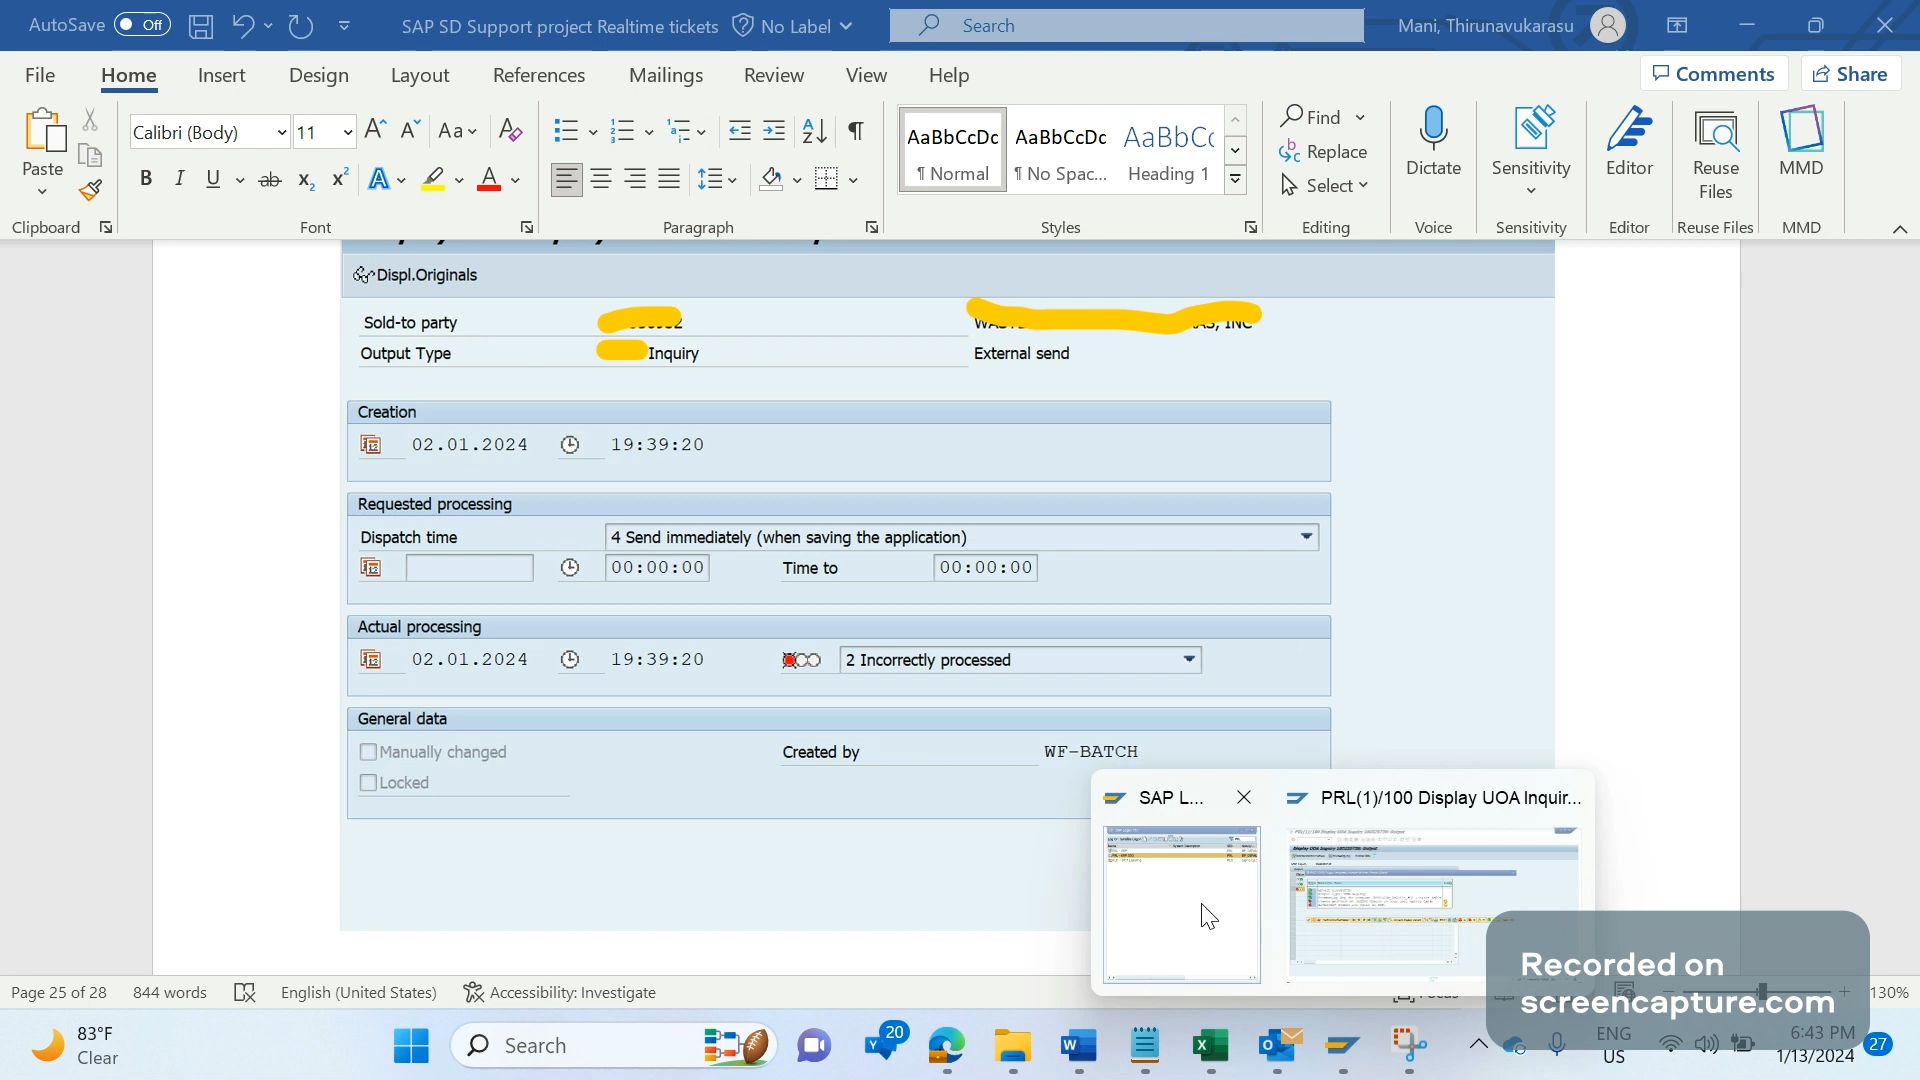 AutoSave Off SAP SD Support project Realtime tickets No Label Search Mani, Thirunavukarasu
File Home Insert Design Layout References Mailings Review View Help Comments Share
Paste
Calibri (Body) 11 Aa
B I U ab x2 x2 A A
AaBbCcDc AaBbCcDc AaBbCc
¶ Normal ¶ No Spac... Heading 1
Find
Replace
Select
Dictate
Sensitivity
Editor
Reuse Files
MMD
Clipboard Font Paragraph Styles Editing Voice Sensitivity Editor Reuse Files MMD
Displ.Originals
Sold-to party INC
Output Type Inquiry External send
Creation
02.01.2024 19:39:20
Requested processing
Dispatch time 4 Send immediately (when saving the application)
00:00:00 Time to 00:00:00
Actual processing
02.01.2024 19:39:20 2 Incorrectly processed
General data
Manually changed Created by WF-BATCH
Locked
SAP L... PRL(1)/100 Display UOA Inquir...
Recorded on
screencapture.com
Page 25 of 28 844 words English (United States) Accessibility: Investigate 130%
83°F
Clear
Search
20
ENG
US
6:43 PM
1/13/2024
27